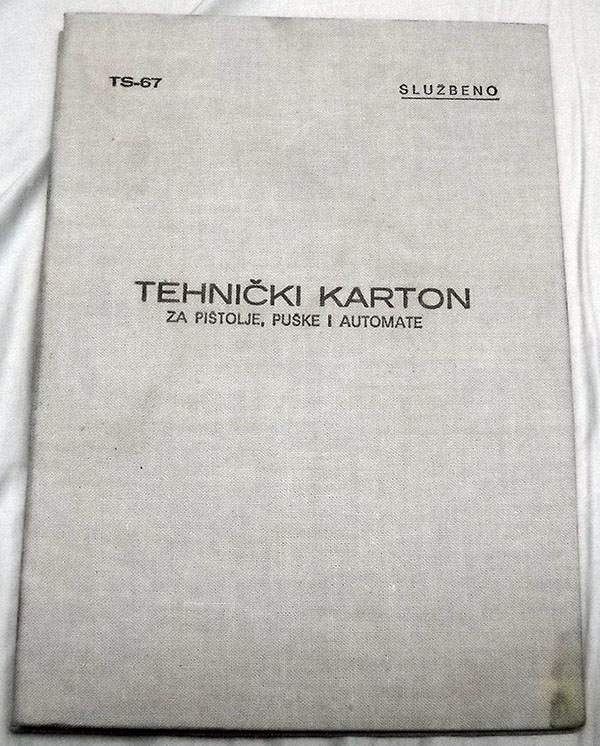 TS-67
SLUŽBENO
TEHNIČKI KARTON
ZA PIŠTOLJE, PUŠKE I AUTOMATE